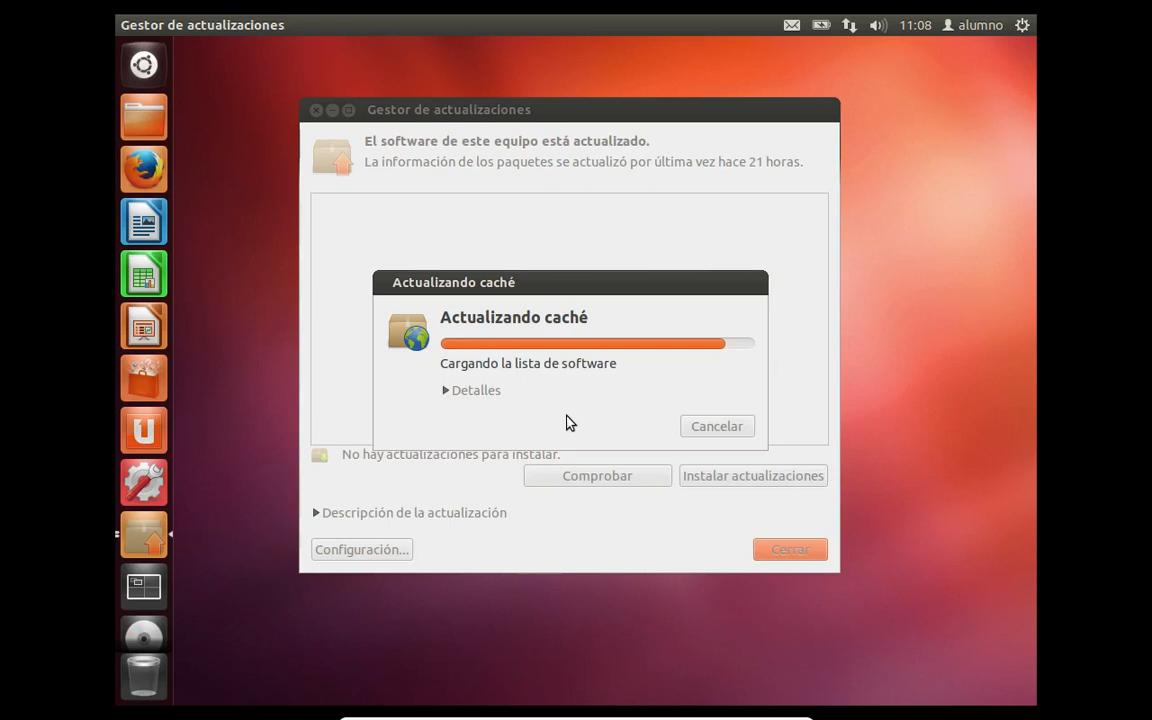 Gestor de actualizaciones
11:08 alumno
Gestor de actualizaciones
El software de este equipo está actualizado.
La información de los paquetes se actualizó por última vez hace 21 horas.
Actualizando caché
Actualizando caché
Cargando la lista de software
Detalles
Cancelar
No hay actualizaciones para instalar.
Comprobar Instalar actualizaciones
Descripción de la actualización
Configuración... Cerrar